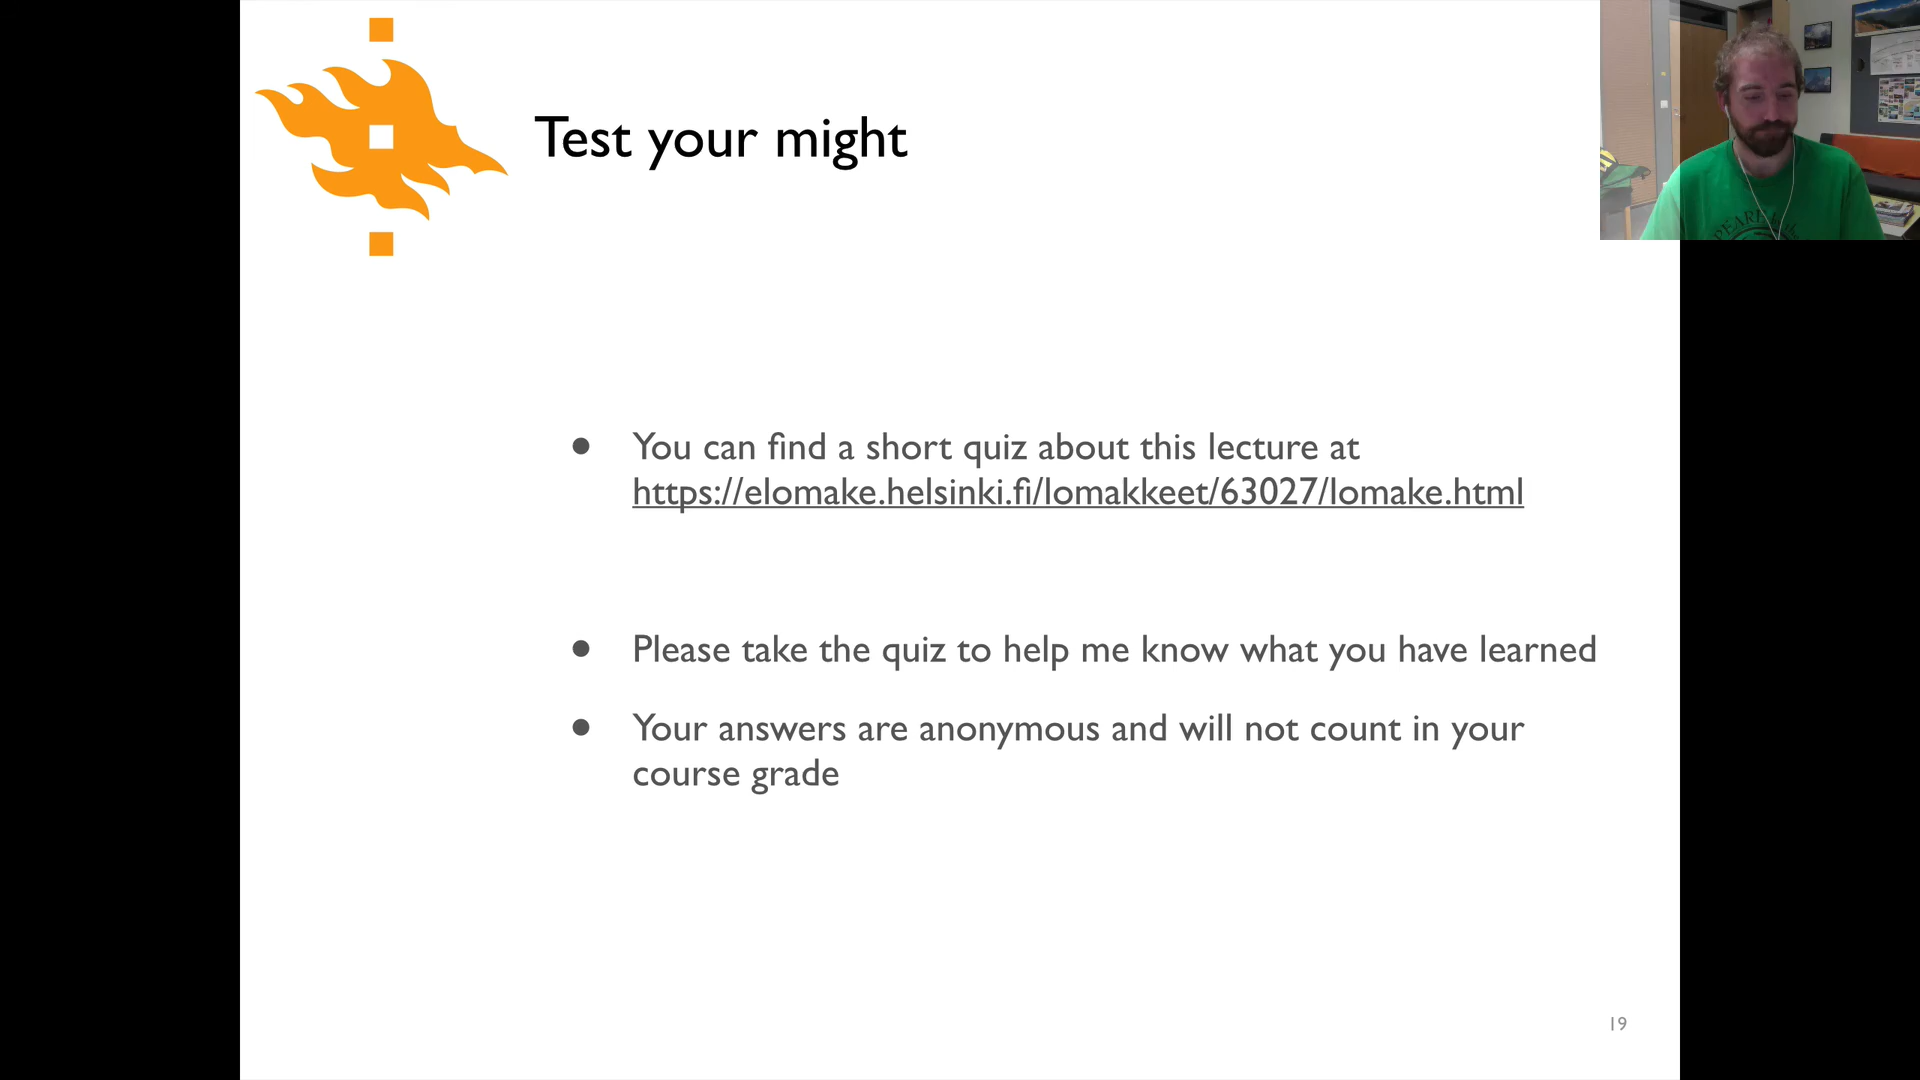 Test your might
• You can find a short quiz about this lecture at
https://elomake.helsinki.fi/lomakkeet/63027/lomake.html
• Please take the quiz to help me know what you have learned
• Your answers are anonymous and will not count in your
course grade
19